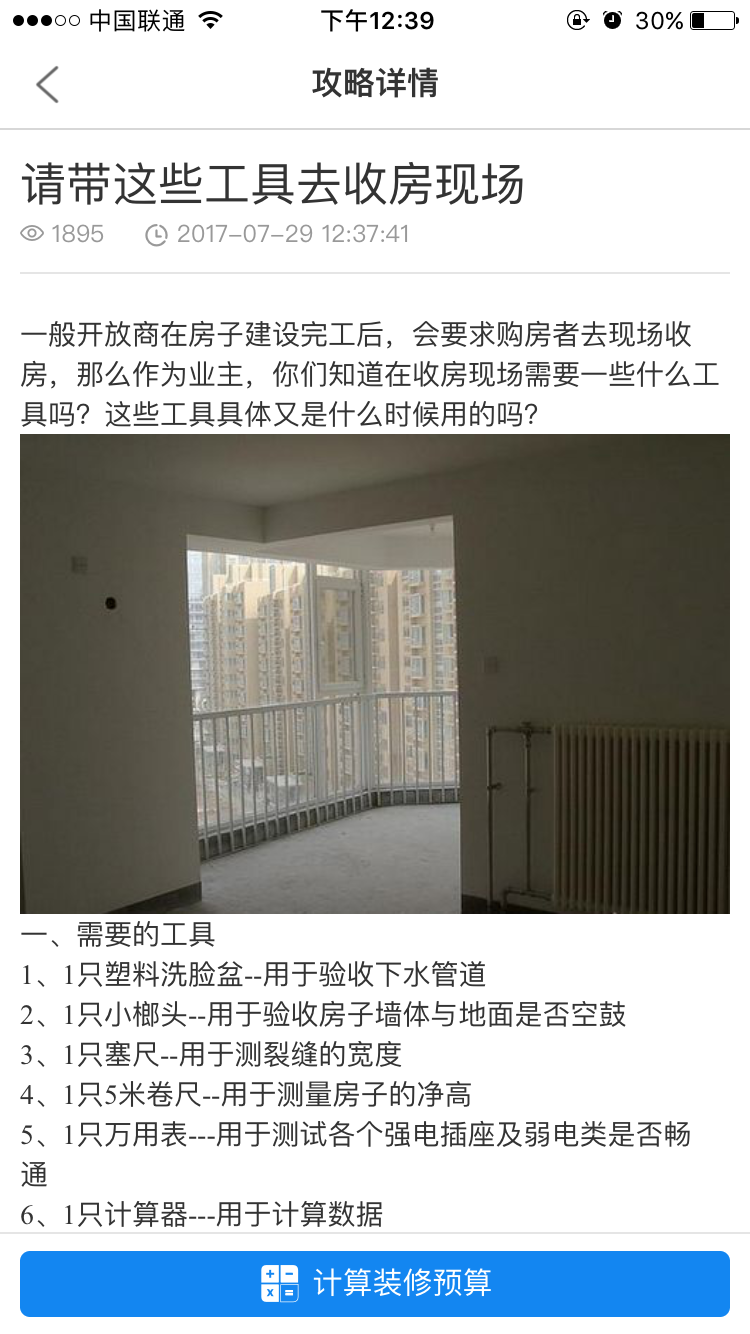 中国联通 下午12:39 30%
攻略详情
请带这些工具去收房现场
1895 2017-07-29 12:37:41
一般开放商在房子建设完工后，会要求购房者去现场收
房，那么作为业主，你们知道在收房现场需要一些什么工
具吗？这些工具具体又是什么时候用的吗？
一、需要的工具
1、1只塑料洗脸盆--用于验收下水管道
2、1只小榔头--用于验收房子墙体与地面是否空鼓
3、1只塞尺--用于测裂缝的宽度
4、1只5米卷尺--用于测量房子的净高
5、1只万用表---用于测试各个强电插座及弱电类是否畅
通
6、1只计算器---用于计算数据
计算装修预算